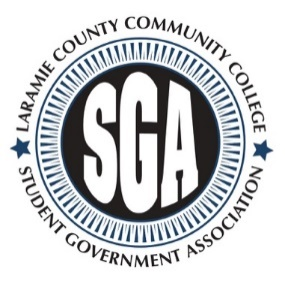 LARAMIE COUNTY COMMUNITY COLLEGE
SGA
STUDENT GOVERNMENT ASSOCIATION